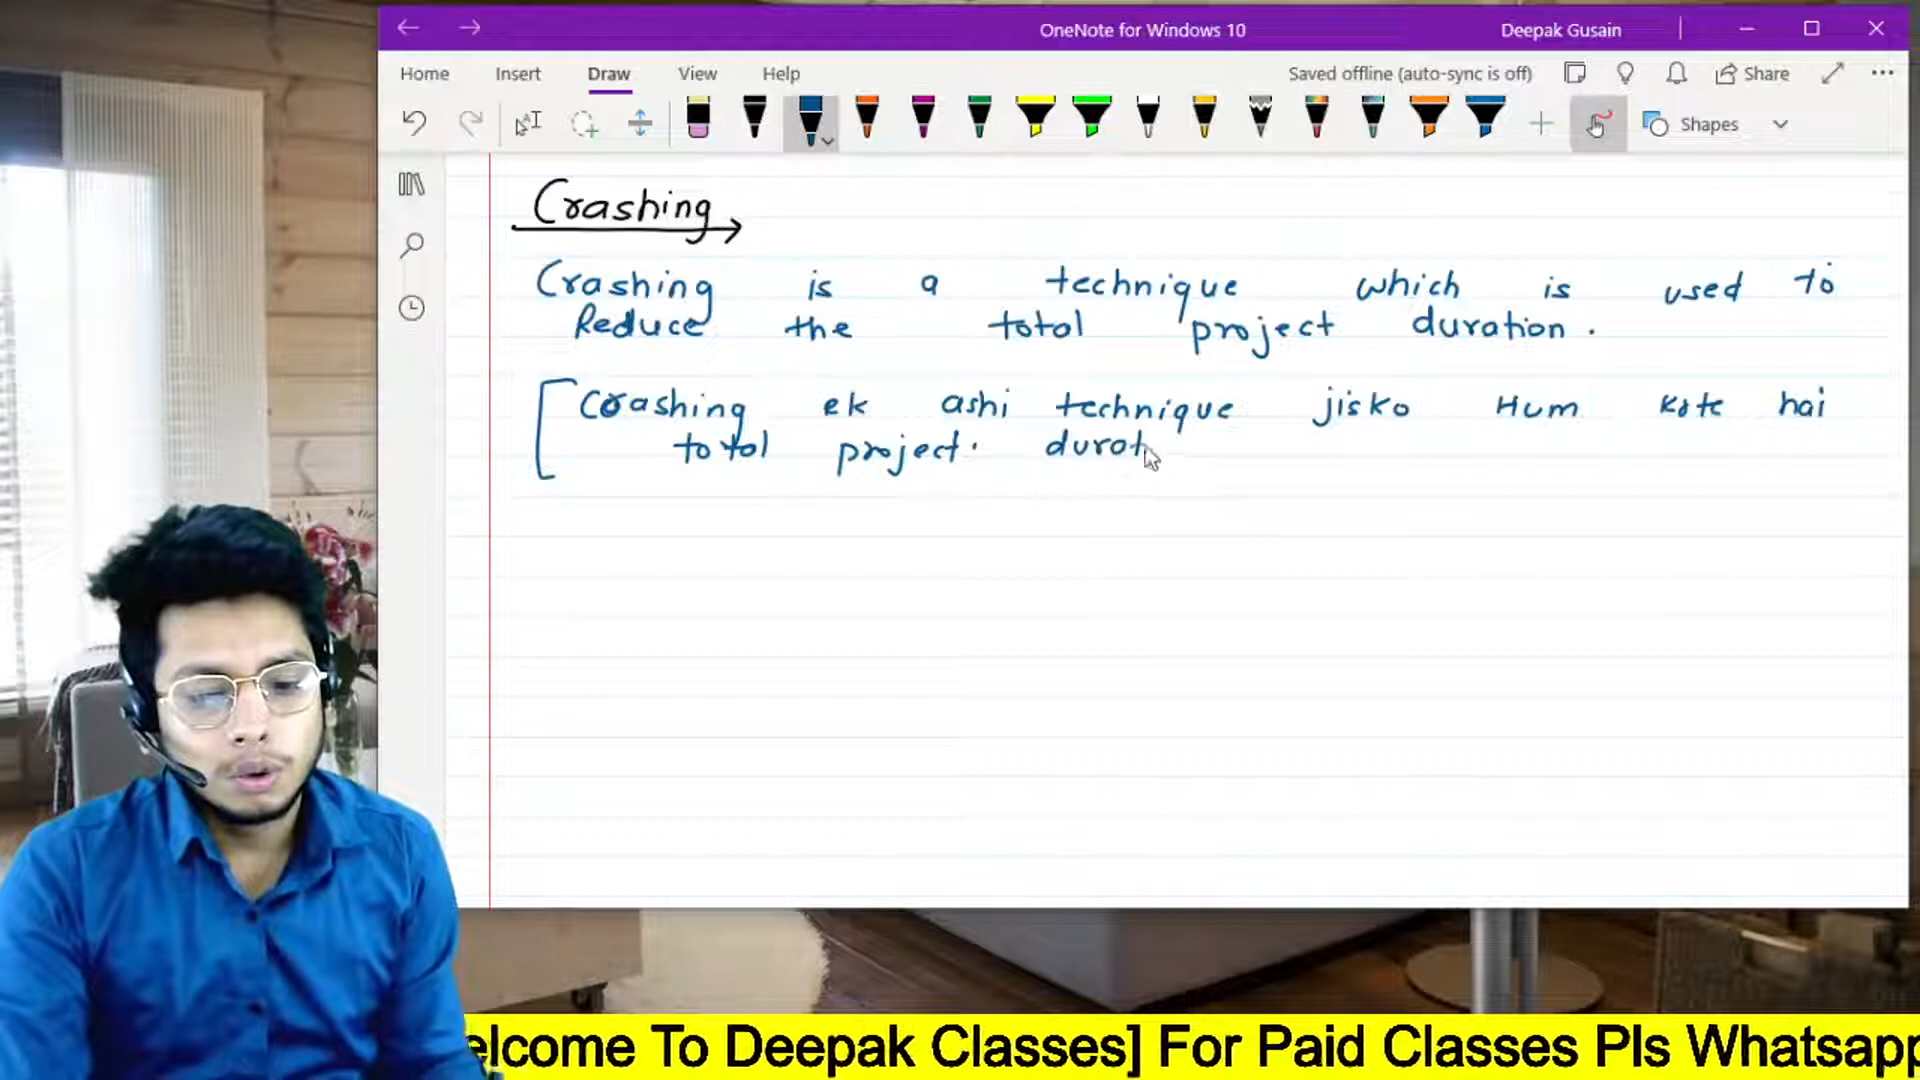 OneNote for Windows 10
Deepak Gusain
Home Insert Draw View Help
Saved offline (auto-sync is off)
Share
Shapes
Crashing
Crashing is a technique which is used to
Reduce the total project duration.
Crashing ek ashi technique jisko Hum kate hai
total project. durat
elcome To Deepak Classes] For Paid Classes Pls Whatsapp